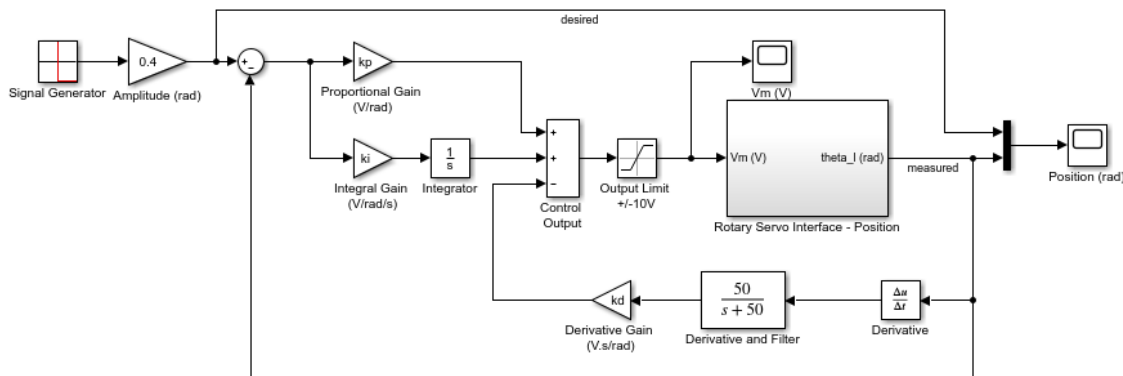 desired
0.4
+
−
kp
Signal Generator
Amplitude (rad)
Proportional Gain
(V/rad)
Vm (V)
ki
1
s
+
+
−
Vm (V)
theta_l (rad)
measured
Position (rad)
Integral Gain
(V/rad/s)
Integrator
Control
Output
Output Limit
+/-10V
Rotary Servo Interface - Position
kd
50
s + 50
Δu
Δt
Derivative Gain
(V.s/rad)
Derivative and Filter
Derivative